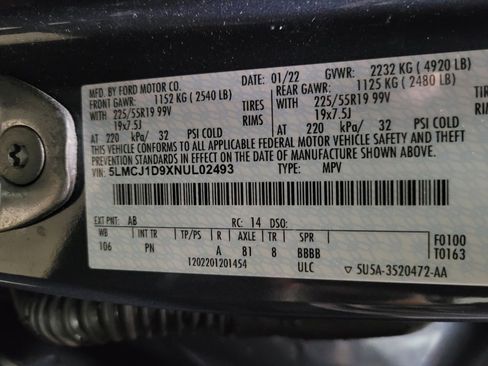 MFD. BY FORD MOTOR CO.
DATE: 01/22 GVWR: 2232 KG ( 4920 LB)
FRONT GAWR: 1152 KG ( 2540 LB) REAR GAWR: 1125 KG ( 2480 LB)
WITH 225/55R19 99V TIRES WITH 225/55R19 99V TIRES
19x7.5J RIMS 19x7.5J RIMS
AT 220 kPa/ 32 PSI COLD AT 220 kPa/ 32 PSI COLD
THIS VEHICLE CONFORMS TO ALL APPLICABLE FEDERAL MOTOR VEHICLE SAFETY AND THEFT
PREVENTION STANDARDS IN EFFECT ON THE DATE OF MANUFACTURE SHOWN ABOVE.
VIN: 5LMCJ1D9XNUL02493 TYPE: MPV
EXT PNT: AB RC: 14 DSO: F0100
WB INT TR TP/PS R AXLE TR SPR T0163
106 PN A 81 8 BBBB
1202201201454 ULC 5U5A-3520472-AA